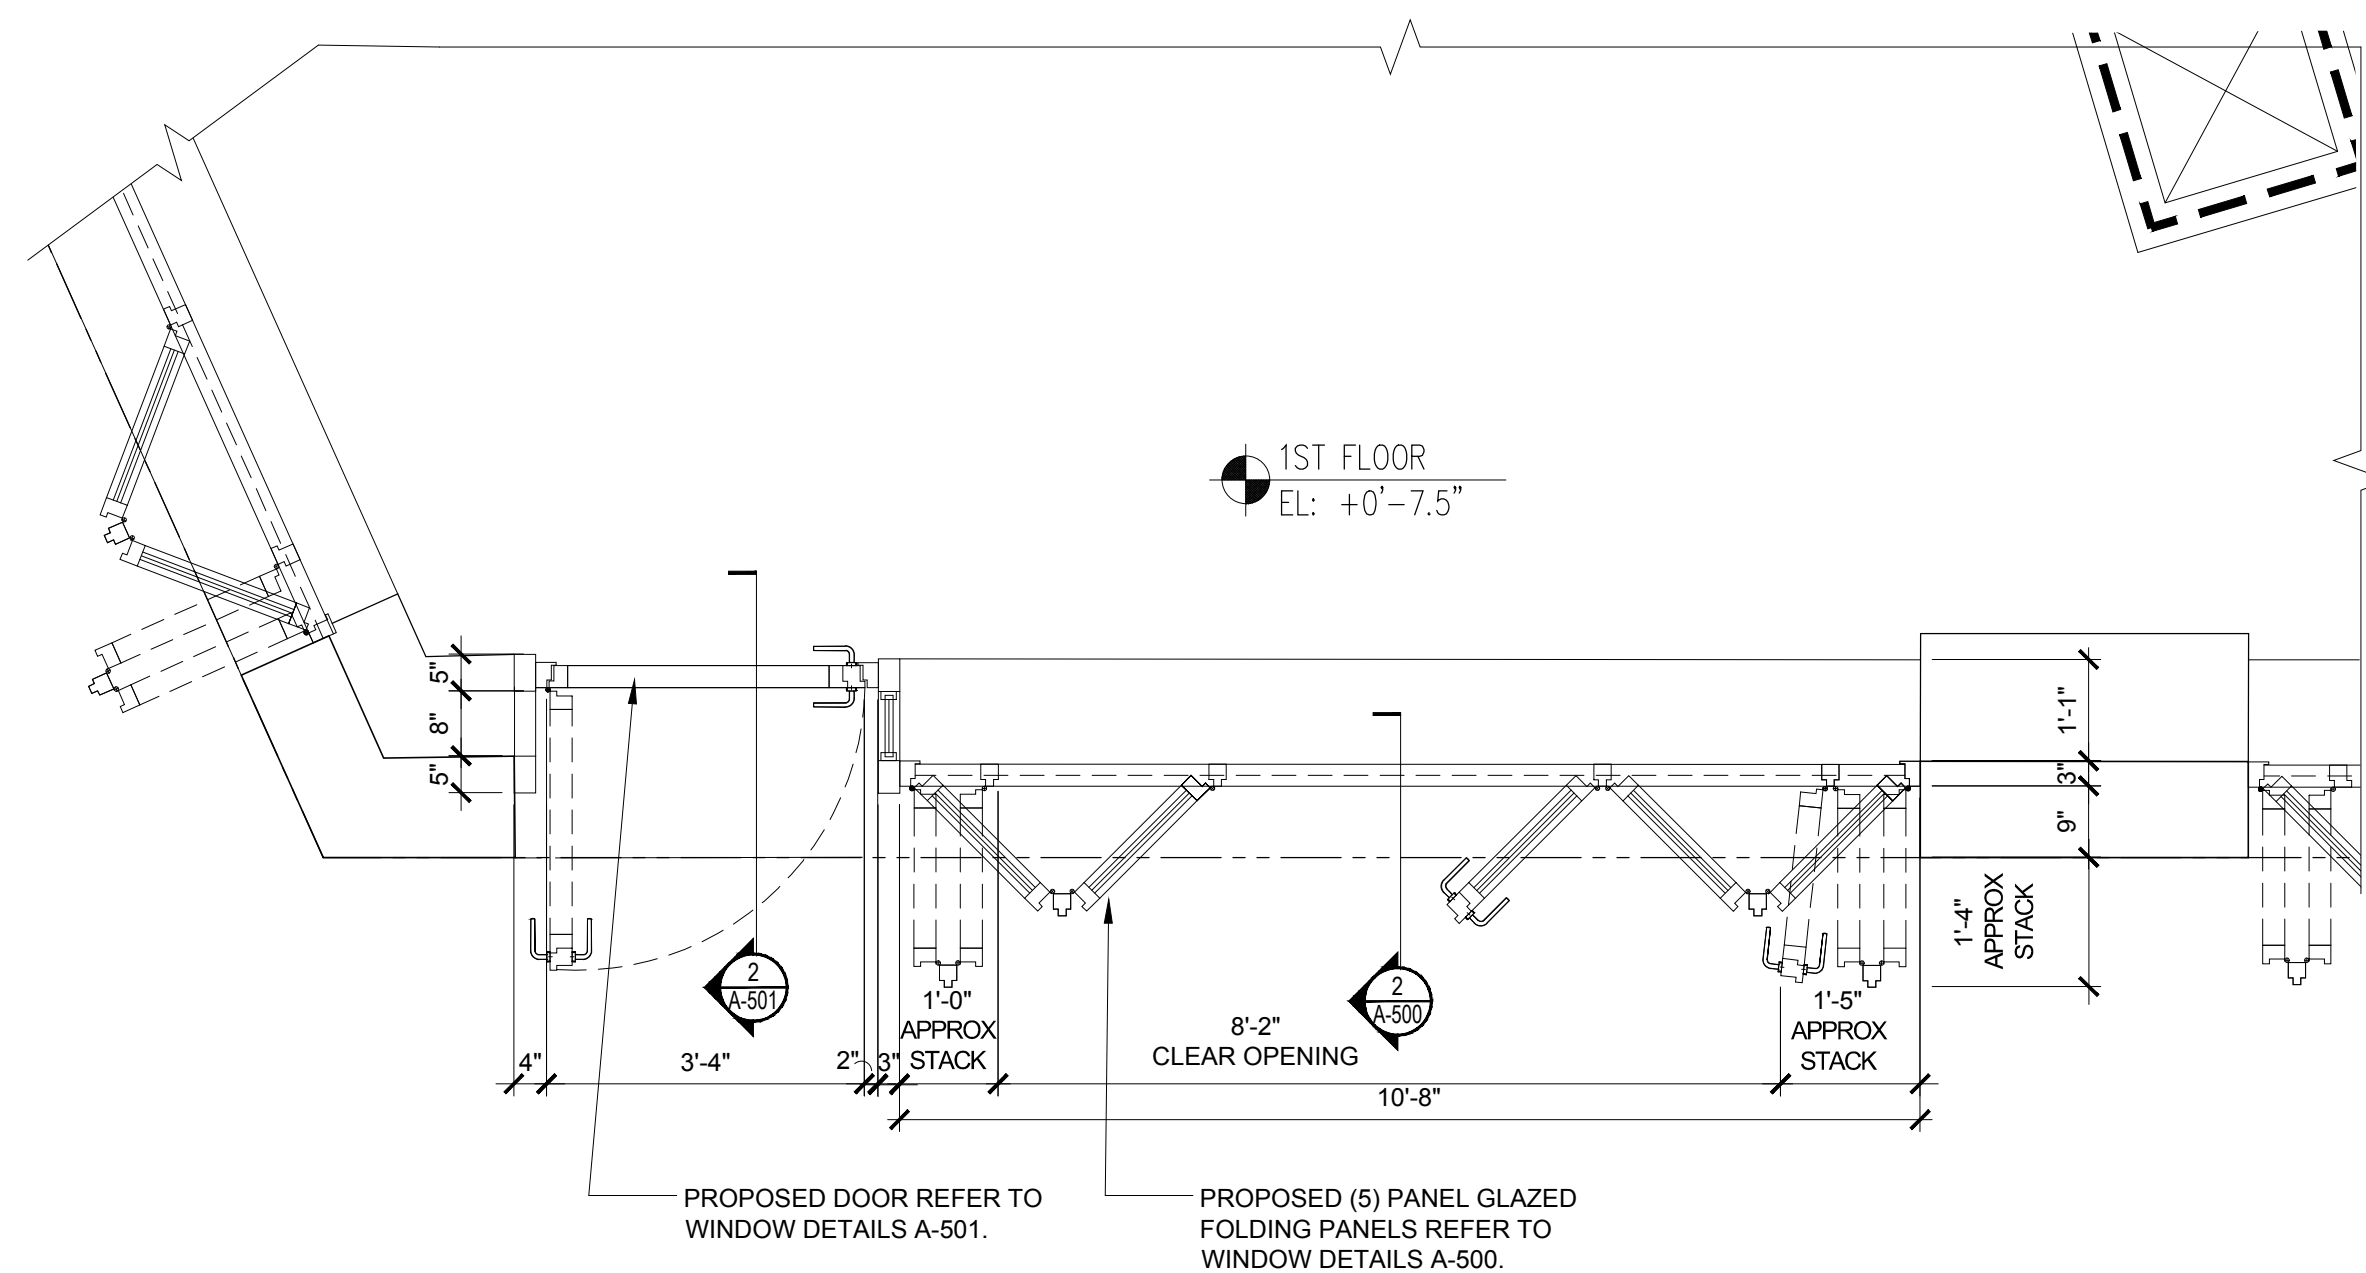 1ST FLOOR
EL: +0'-7.5"
5"
8"
5"
1'-1"
3"
9"
1'-4"
APPROX
STACK
2
A-501
2
A-500
1'-0"
APPROX
STACK
8'-2"
CLEAR OPENING
1'-5"
APPROX
STACK
4"
3'-4"
2"
3"
10'-8"
PROPOSED DOOR REFER TO
WINDOW DETAILS A-501.
PROPOSED (5) PANEL GLAZED
FOLDING PANELS REFER TO
WINDOW DETAILS A-500.